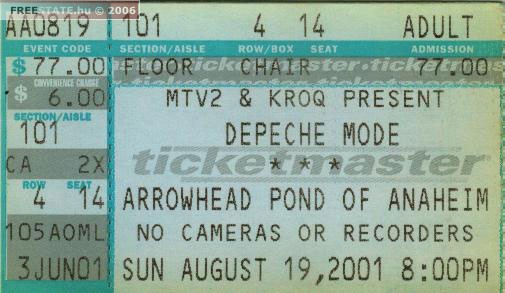 FREESTATE.hu © 2006
AA0819 101 4 14 ADULT
EVENT CODE SECTION/AISLE ROW/BOX SEAT ADMISSION
$ 77.00 FLOOR CHAIR 77.00
CONVENIENCE CHARGE
$ 6.00 MTV2 & KROQ PRESENT
SECTION/AISLE
101 DEPECHE MODE
ticketmaster
CA 2X ***
ROW SEAT
4 14 ARROWHEAD POND OF ANAHEIM
105AOML NO CAMERAS OR RECORDERS
3JUN01 SUN AUGUST 19,2001 8:00PM